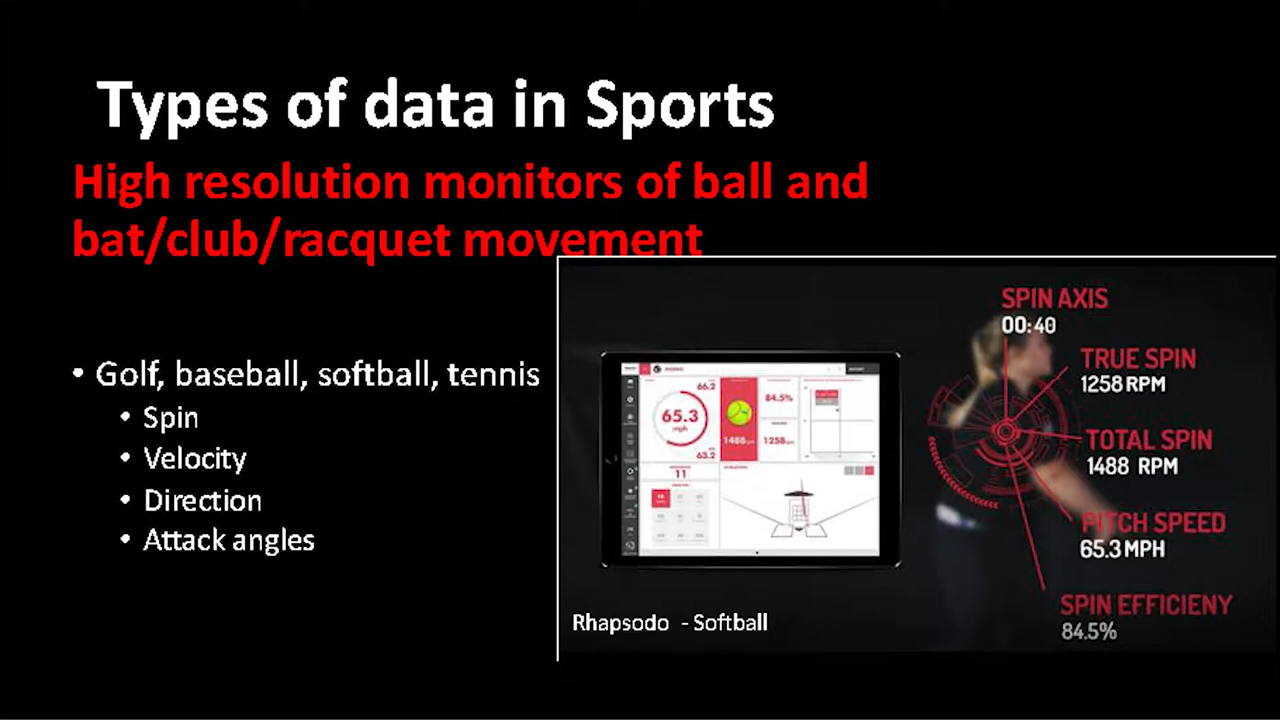 Types of data in Sports
High resolution monitors of ball and
bat/club/racquet movement
• Golf, baseball, softball, tennis
• Spin
• Velocity
• Direction
• Attack angles
66.2
65.3
mph
63.2
84.5%
1488
1258
11
SPIN AXIS
00:40
TRUE SPIN
1258 RPM
TOTAL SPIN
1488 RPM
PITCH SPEED
65.3 MPH
SPIN EFFICIENY
84.5%
Rhapsodo - Softball